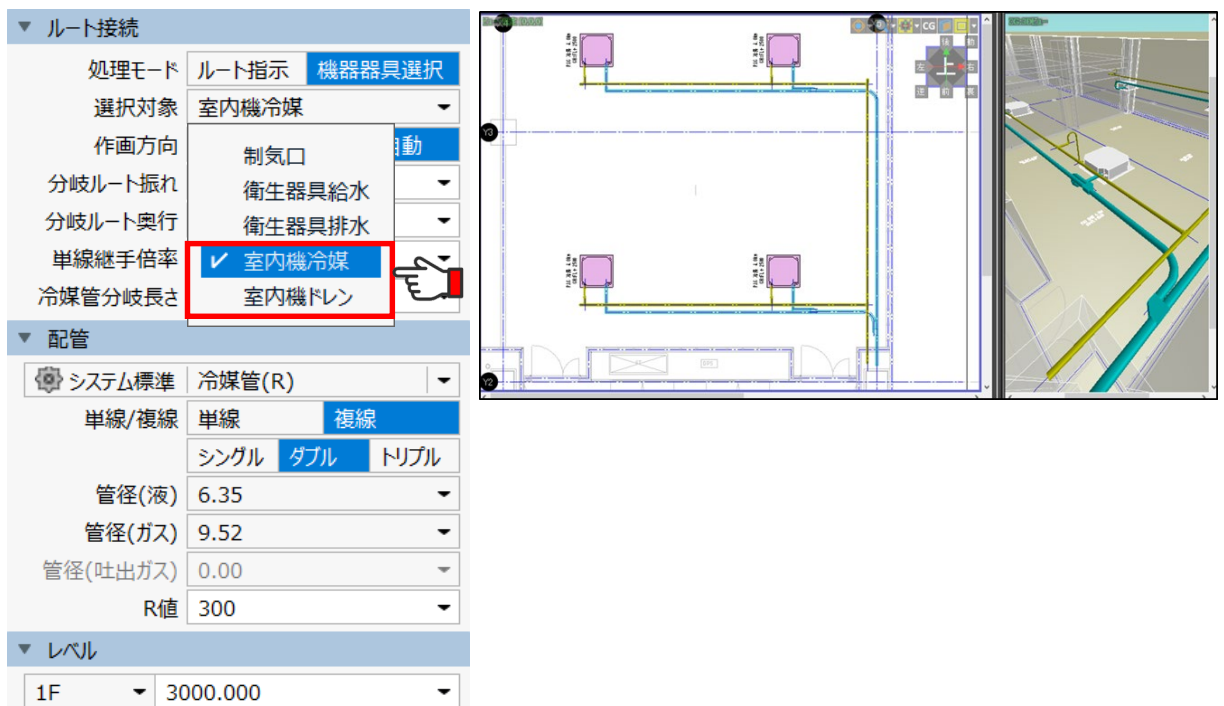 ▼ ルート接続
処理モード ルート指示 機器器具選択
選択対象 室内機冷媒
作画方向 自動
制気口
分岐ルート振れ
衛生器具給水
分岐ルート奥行
衛生器具排水
単線継手倍率
✔ 室内機冷媒
冷媒管分岐長さ
室内機ドレン
▼ 配管
システム標準 冷媒管(R)
単線/複線 単線 複線
シングル ダブル トリプル
管径(液) 6.35
管径(ガス) 9.52
管径(吐出ガス) 0.00
R値 300
▼ レベル
1F 3000.000
CG
上
左
右
前
Y3
Y2